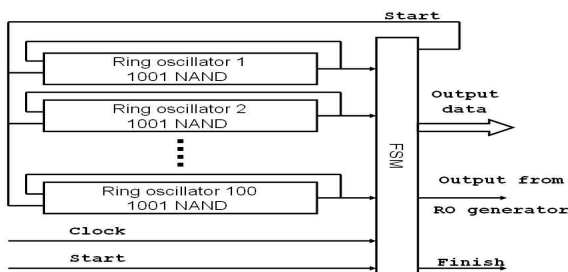 Start
Ring oscillator 1
1001 NAND
Ring oscillator 2
1001 NAND
Ring oscillator 100
1001 NAND
Clock
Start
FSM
Output
data
Output from
RO generator
Finish